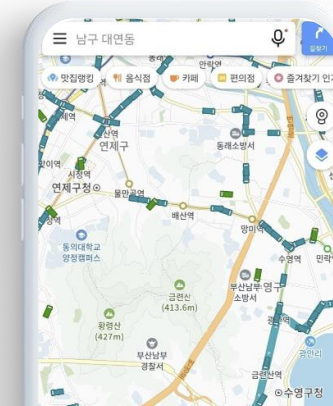 남구 대연동
길찾기
맛집랭킹 음식점 카페 편의점 즐겨찾기 인기
안락역
연제구
동래소방서
시청역
연제구청
물만골역
배산역
망미역
동의대학교
양정캠퍼스
수영역
민락
금련산
(413.6m)
부산남부
소방서
황령산
(427m)
부산남부
경찰서
광안리
금련산역
수영구청